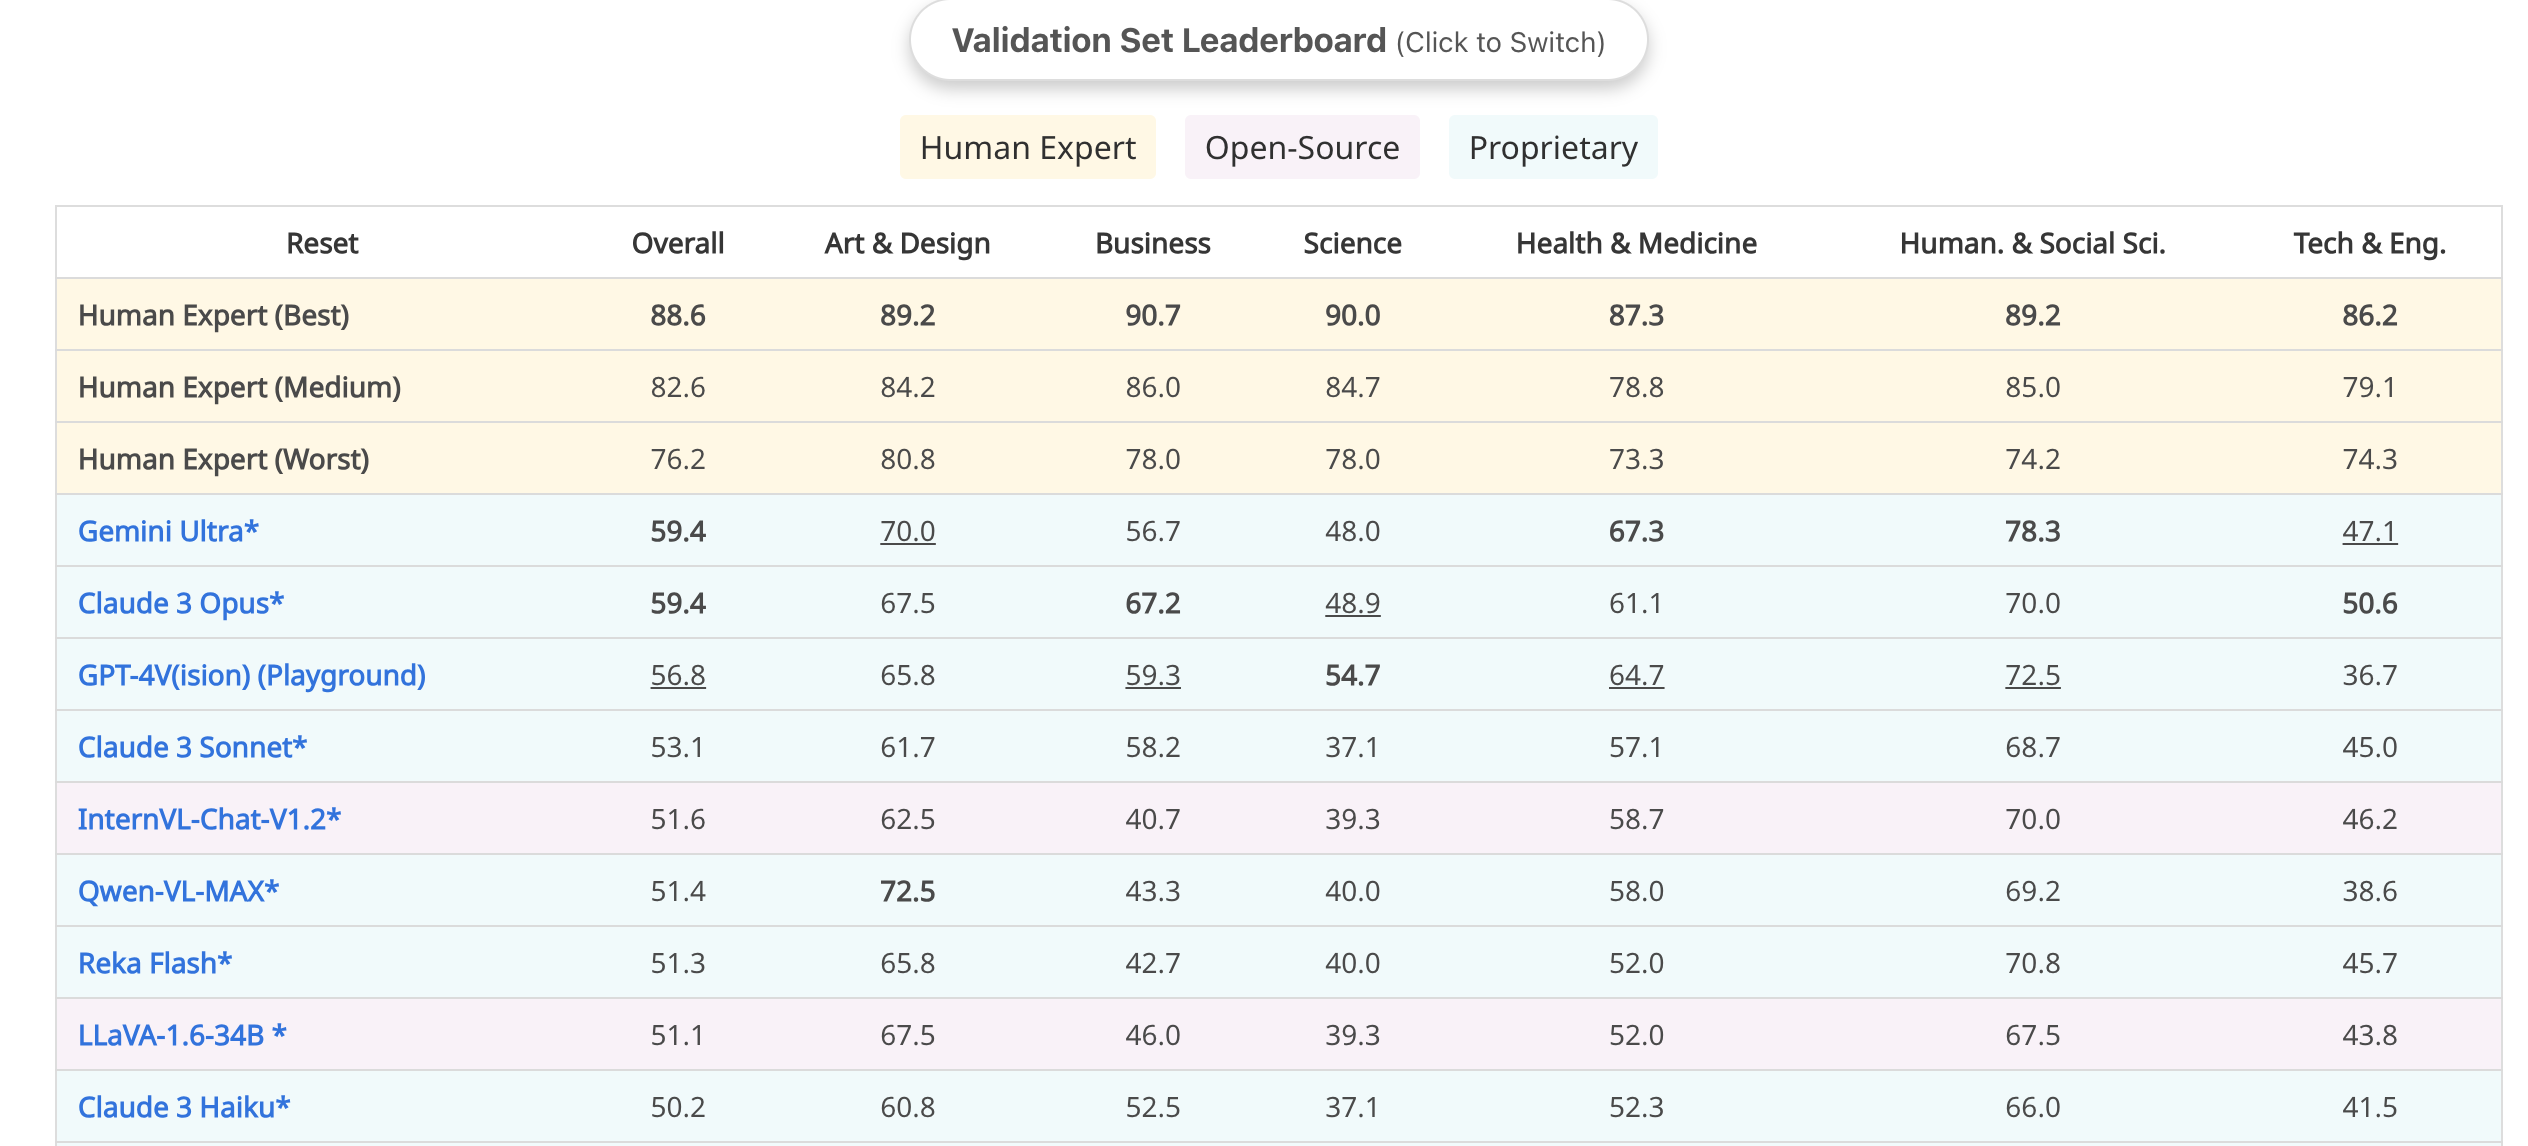 Validation Set Leaderboard (Click to Switch)
Human Expert Open-Source Proprietary
Reset Overall Art & Design Business Science Health & Medicine Human. & Social Sci. Tech & Eng.
Human Expert (Best) 88.6 89.2 90.7 90.0 87.3 89.2 86.2
Human Expert (Medium) 82.6 84.2 86.0 84.7 78.8 85.0 79.1
Human Expert (Worst) 76.2 80.8 78.0 78.0 73.3 74.2 74.3
Gemini Ultra* 59.4 70.0 56.7 48.0 67.3 78.3 47.1
Claude 3 Opus* 59.4 67.5 67.2 48.9 61.1 70.0 50.6
GPT-4V(ision) (Playground) 56.8 65.8 59.3 54.7 64.7 72.5 36.7
Claude 3 Sonnet* 53.1 61.7 58.2 37.1 57.1 68.7 45.0
InternVL-Chat-V1.2* 51.6 62.5 40.7 39.3 58.7 70.0 46.2
Qwen-VL-MAX* 51.4 72.5 43.3 40.0 58.0 69.2 38.6
Reka Flash* 51.3 65.8 42.7 40.0 52.0 70.8 45.7
LLaVA-1.6-34B * 51.1 67.5 46.0 39.3 52.0 67.5 43.8
Claude 3 Haiku* 50.2 60.8 52.5 37.1 52.3 66.0 41.5